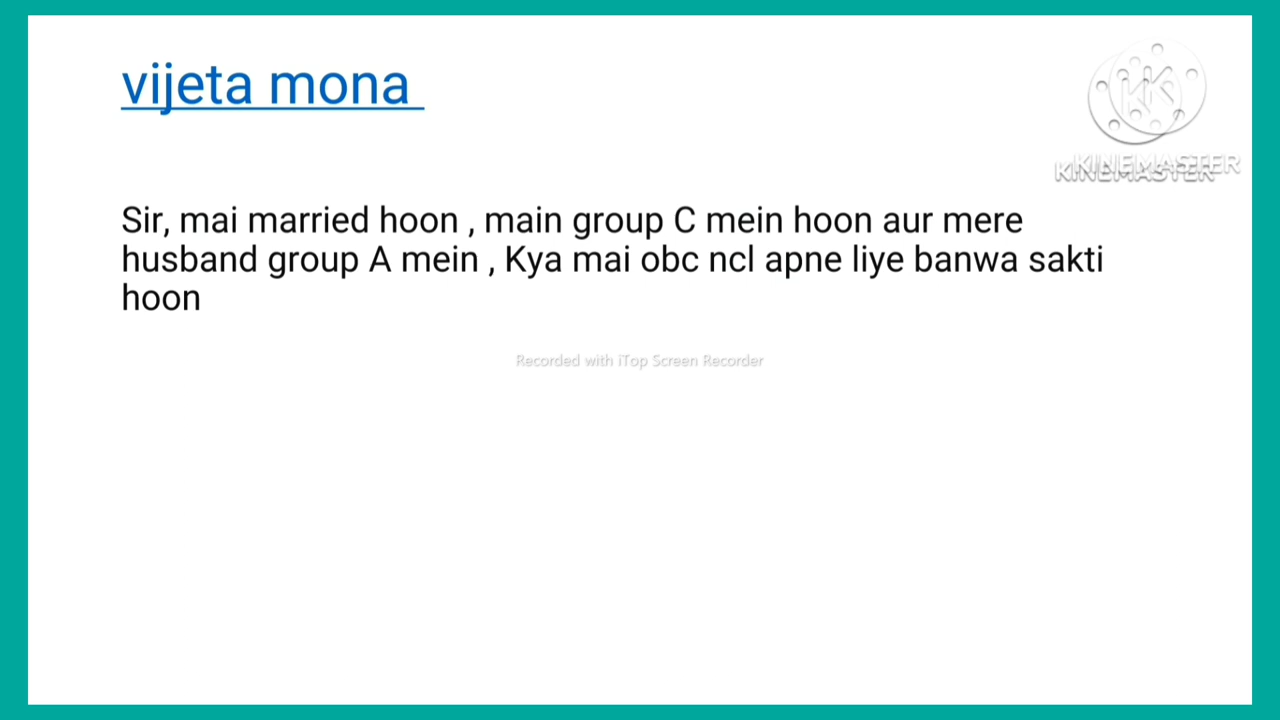 vijeta mona
KINEMASTER
KINEMASTER
Sir, mai married hoon , main group C mein hoon aur mere
husband group A mein , Kya mai obc ncl apne liye banwa sakti
hoon
Recorded with iTop Screen Recorder